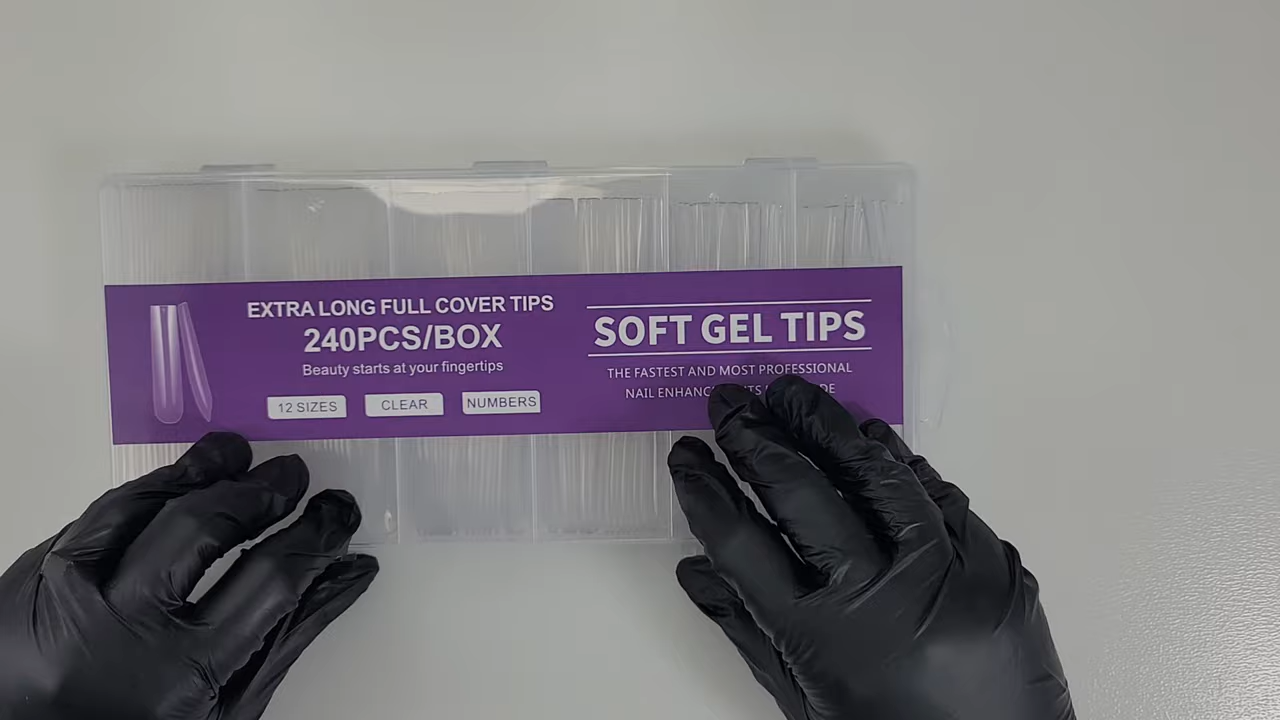 EXTRA LONG FULL COVER TIPS
240PCS/BOX
Beauty starts at your fingertips
12 SIZES
CLEAR
NUMBERS
SOFT GEL TIPS
THE FASTEST AND MOST PROFESSIONAL
NAIL